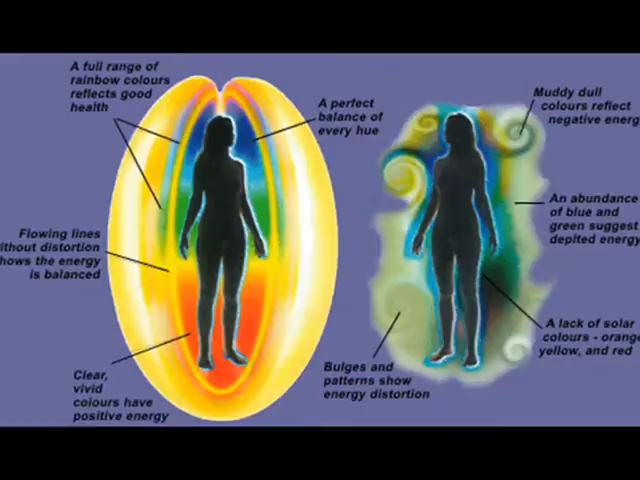 A full range of
rainbow colours
reflects good
health
A perfect
balance of
every hue
Flowing lines
without distortion
shows the energy
is balanced
Clear,
vivid
colours have
positive energy
Muddy dull
colours reflect
negative energ
An abundance
of blue and
green suggest
deplted energy
A lack of solar
colours - orang
yellow, and red
Bulges and
patterns show
energy distortion